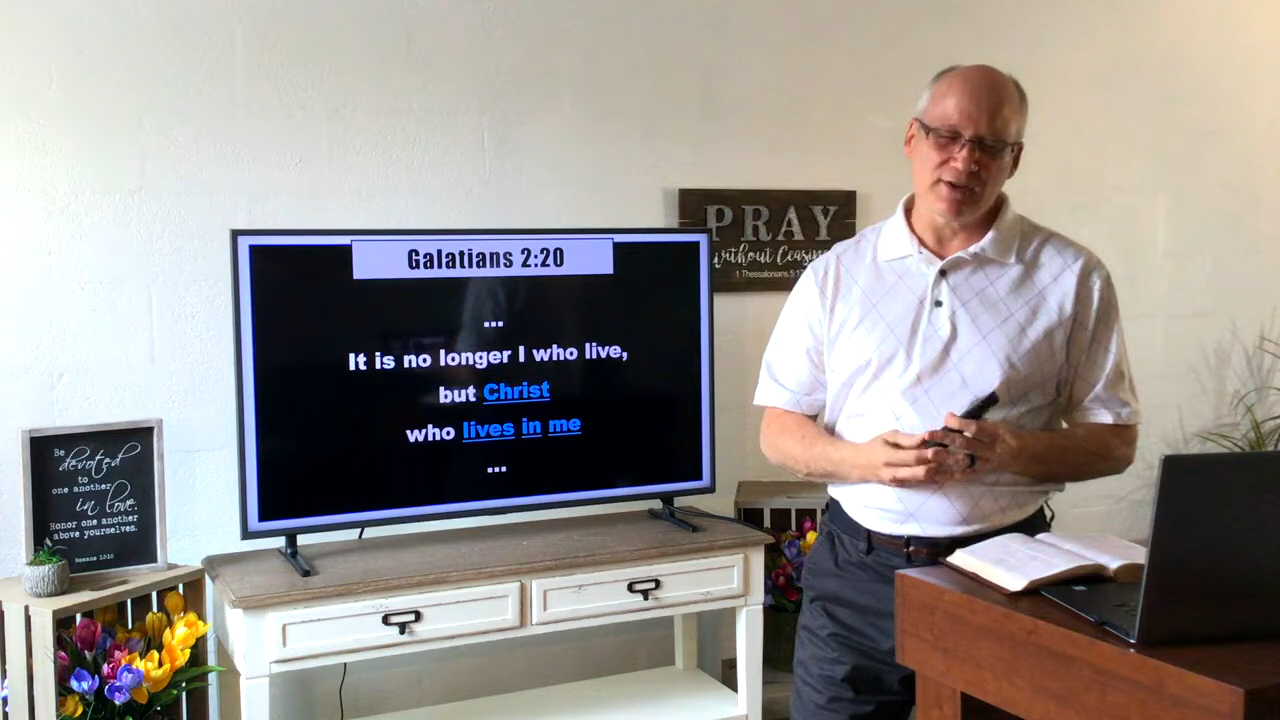 Galatians 2:20
...
It is no longer I who live,
but Christ
who lives in me
...
PRAY
without Ceasing
1 Thessalonians 5:17
Be
devoted
to
one another
in love.
Honor one another
above yourselves.
Romans 12:10